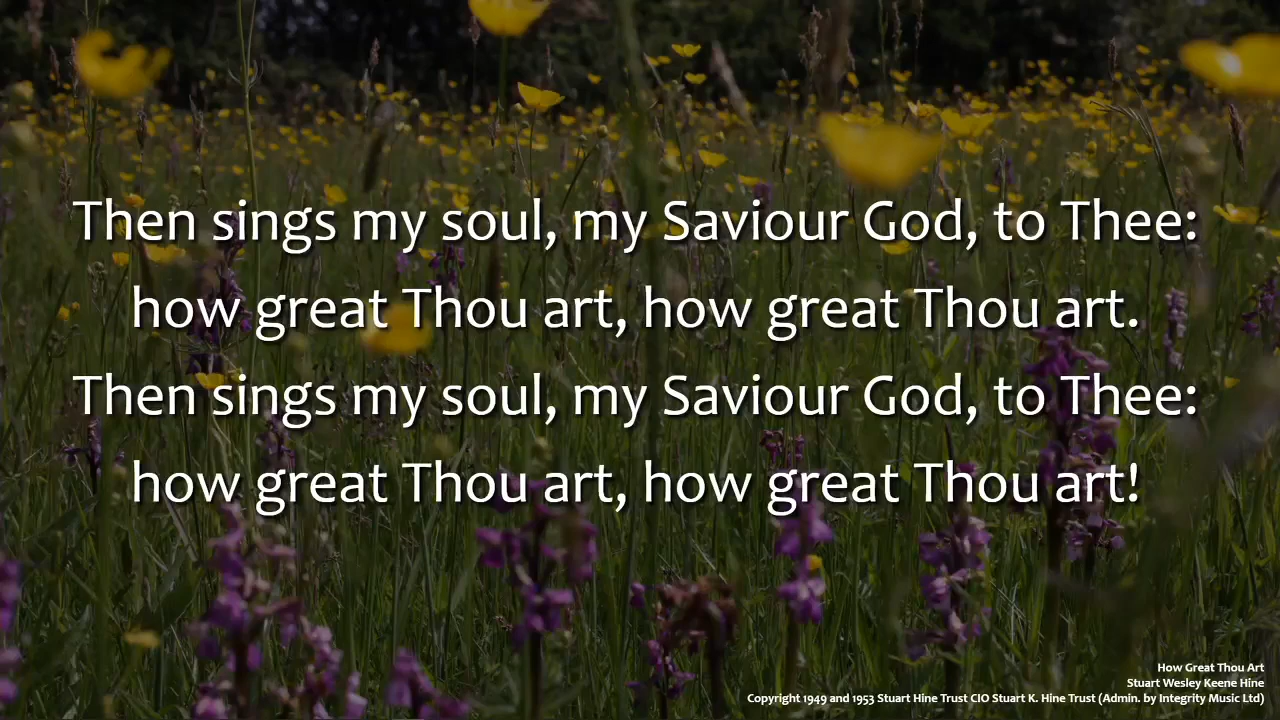 Then sings my soul, my Saviour God, to Thee:
how great Thou art, how great Thou art.
Then sings my soul, my Saviour God, to Thee:
how great Thou art, how great Thou art!
How Great Thou Art
Stuart Wesley Keene Hine
Copyright 1949 and 1953 Stuart Hine Trust CIO Stuart K. Hine Trust (Admin. by Integrity Music Ltd)